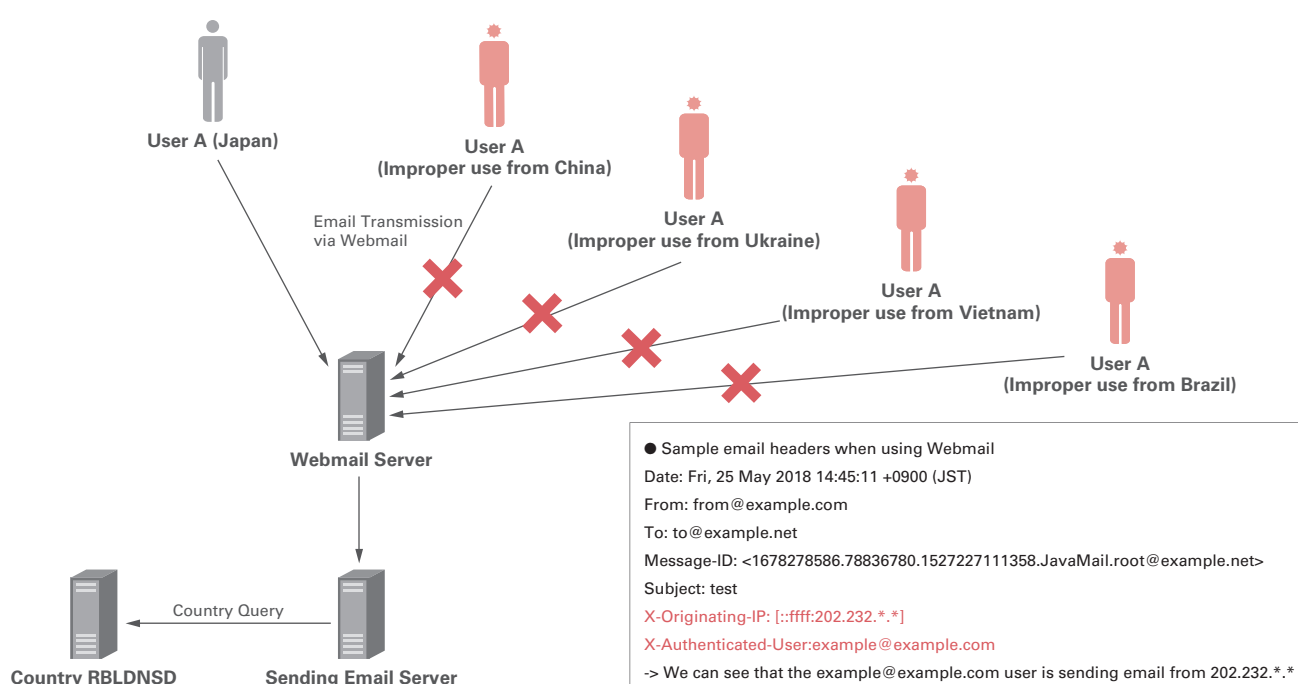 User A (Japan)
User A
(Improper use from China)
Email Transmission
via Webmail
User A
(Improper use from Ukraine)
User A
(Improper use from Vietnam)
User A
(Improper use from Brazil)
Webmail Server
● Sample email headers when using Webmail
Date: Fri, 25 May 2018 14:45:11 +0900 (JST)
From: from@example.com
To: to@example.net
Message-ID: <1678278586.78836780.1527227111358.JavaMail.root@example.net>
Subject: test
X-Originating-IP: [::ffff:202.232.*.*]
X-Authenticated-User:example@example.com
-> We can see that the example@example.com user is sending email from 202.232.*.*
Country Query
Country RBLDNSD
Sending Email Server